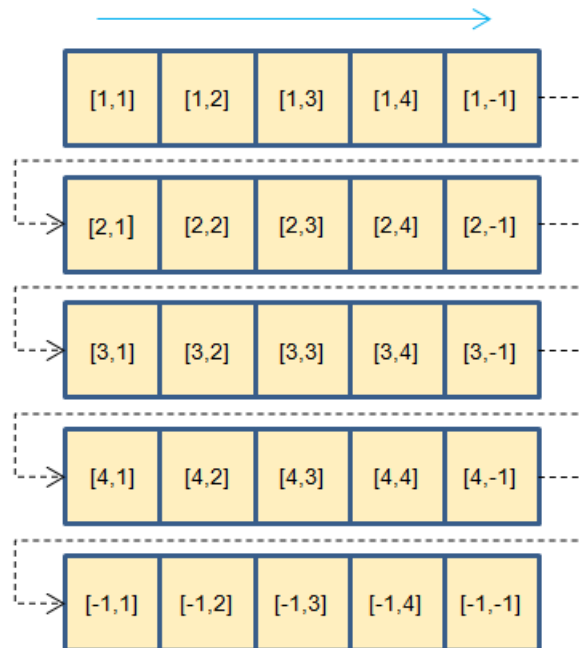 [1,1] [1,2] [1,3] [1,4] [1,-1]
[2,1] [2,2] [2,3] [2,4] [2,-1]
[3,1] [3,2] [3,3] [3,4] [3,-1]
[4,1] [4,2] [4,3] [4,4] [4,-1]
[-1,1] [-1,2] [-1,3] [-1,4] [-1,-1]